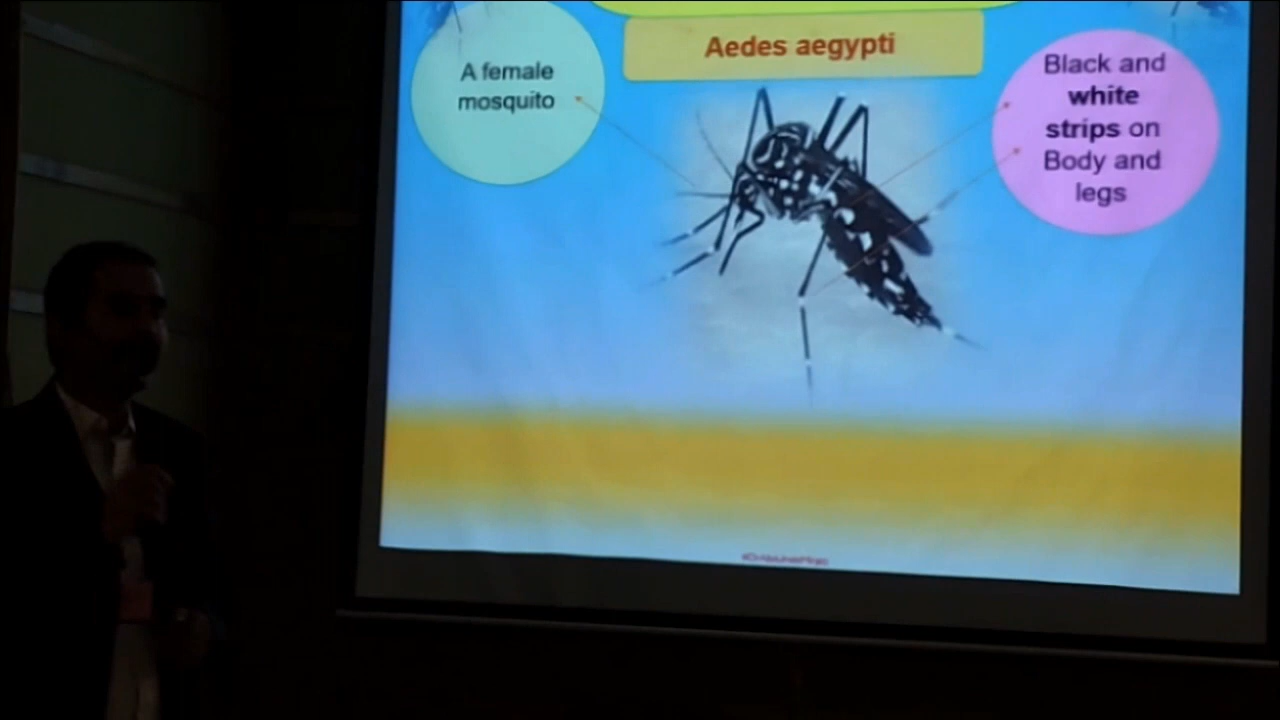 Aedes aegypti
A female
mosquito
Black and
white
strips on
Body and
legs